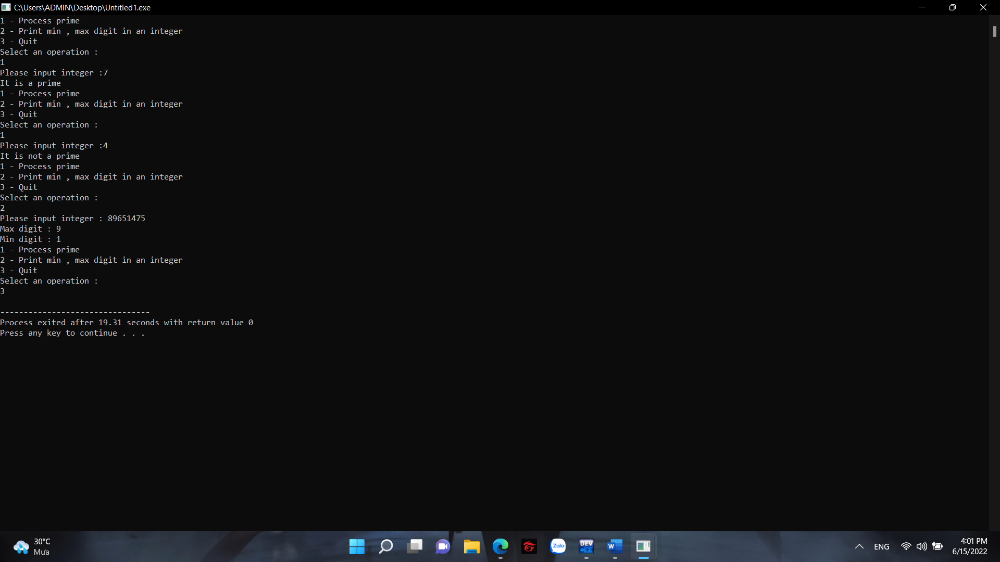 C:\Users\ADMIN\Desktop\Untitled1.exe
1 - Process prime
2 - Print min , max digit in an integer
3 - Quit
Select an operation :
1
Please input integer :7
It is a prime
1 - Process prime
2 - Print min , max digit in an integer
3 - Quit
Select an operation :
1
Please input integer :4
It is not a prime
1 - Process prime
2 - Print min , max digit in an integer
3 - Quit
Select an operation :
2
Please input integer : 89651475
Max digit : 9
Min digit : 1
1 - Process prime
2 - Print min , max digit in an integer
3 - Quit
Select an operation :
3
--------------------------------
Process exited after 19.31 seconds with return value 0
Press any key to continue . . .
30°C
Mưa
Zalo
DEV
C++
W
ENG
4:01 PM
6/15/2022